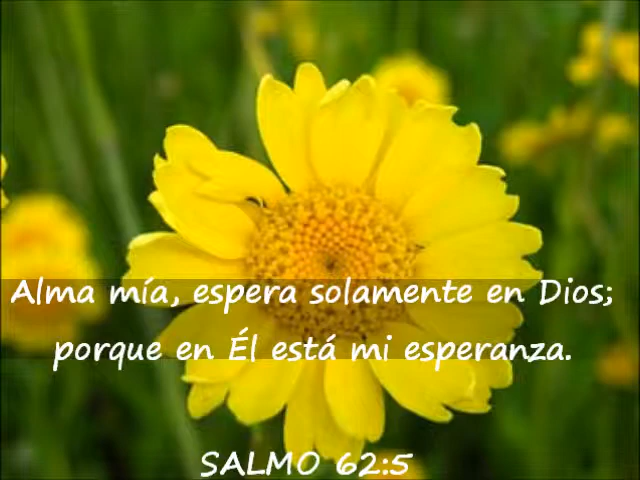 Alma mía, espera solamente en Dios;
porque en Él está mi esperanza.
SALMO 62:5